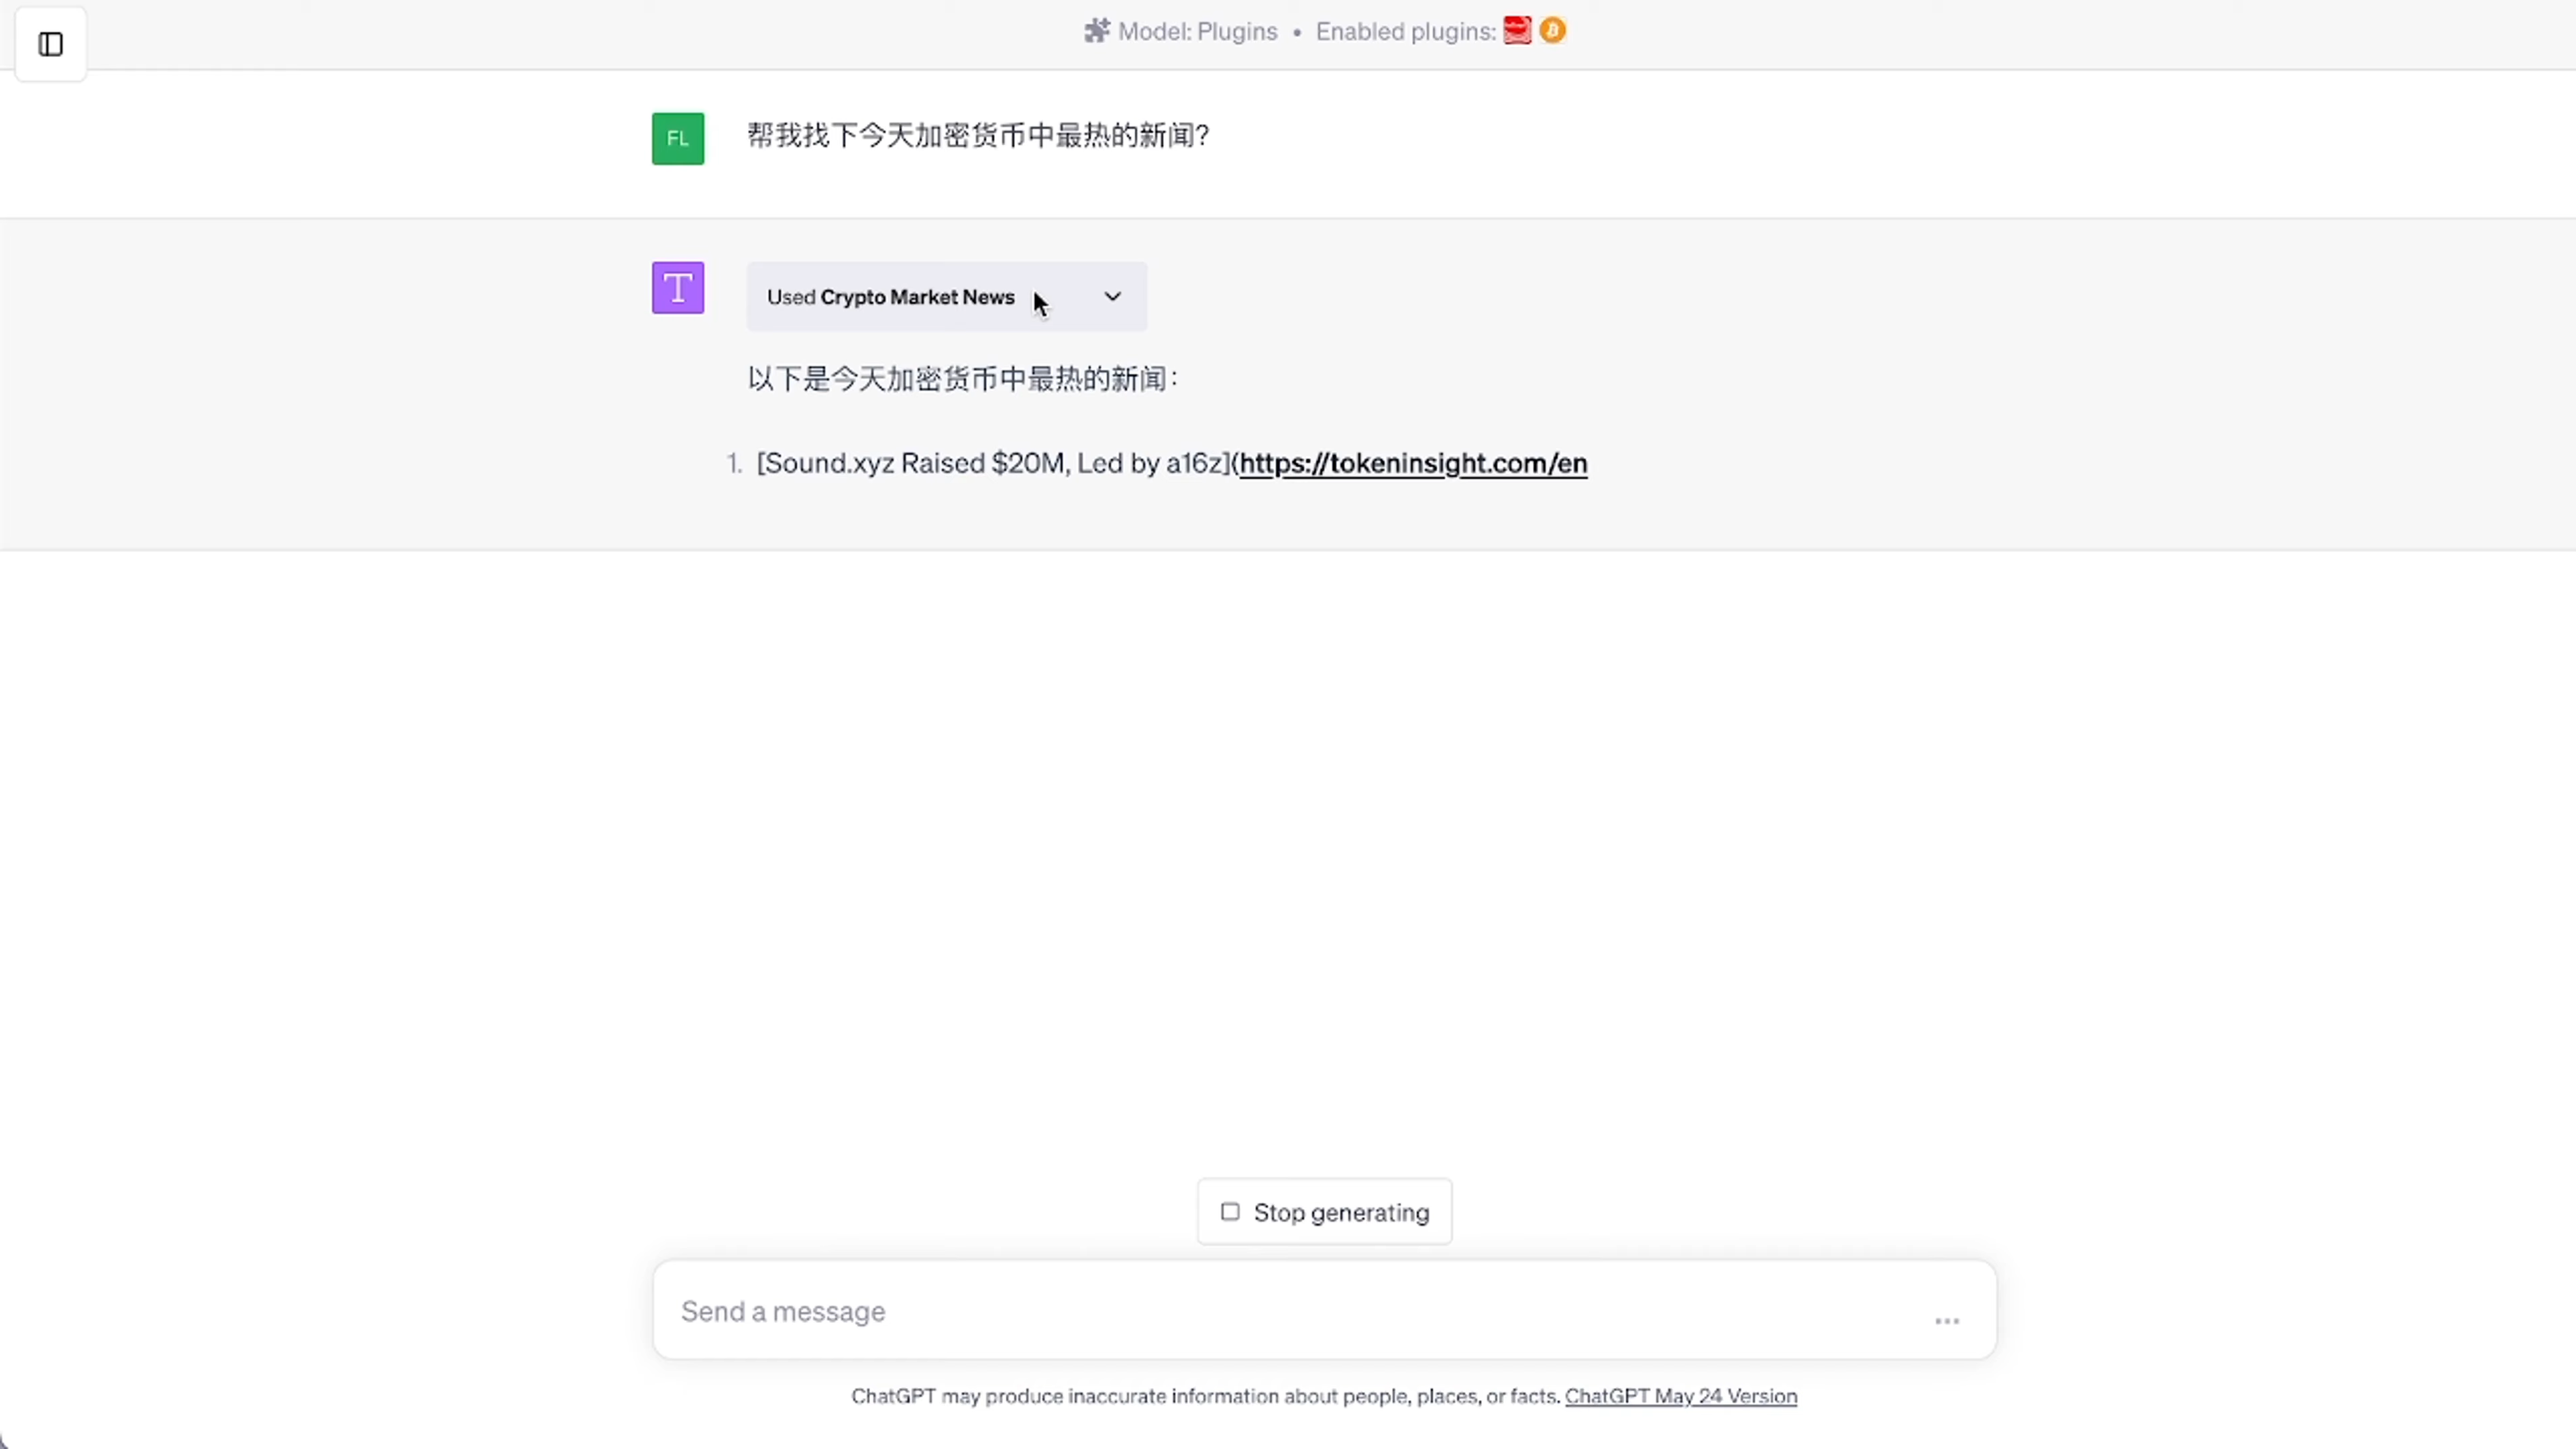 Model: Plugins • Enabled plugins:
FL
帮我找下今天加密货币中最热的新闻?
T
Used Crypto Market News
以下是今天加密货币中最热的新闻:
1. [Sound.xyz Raised $20M, Led by a16z](https://tokeninsight.com/en
Stop generating
Send a message
ChatGPT may produce inaccurate information about people, places, or facts. ChatGPT May 24 Version